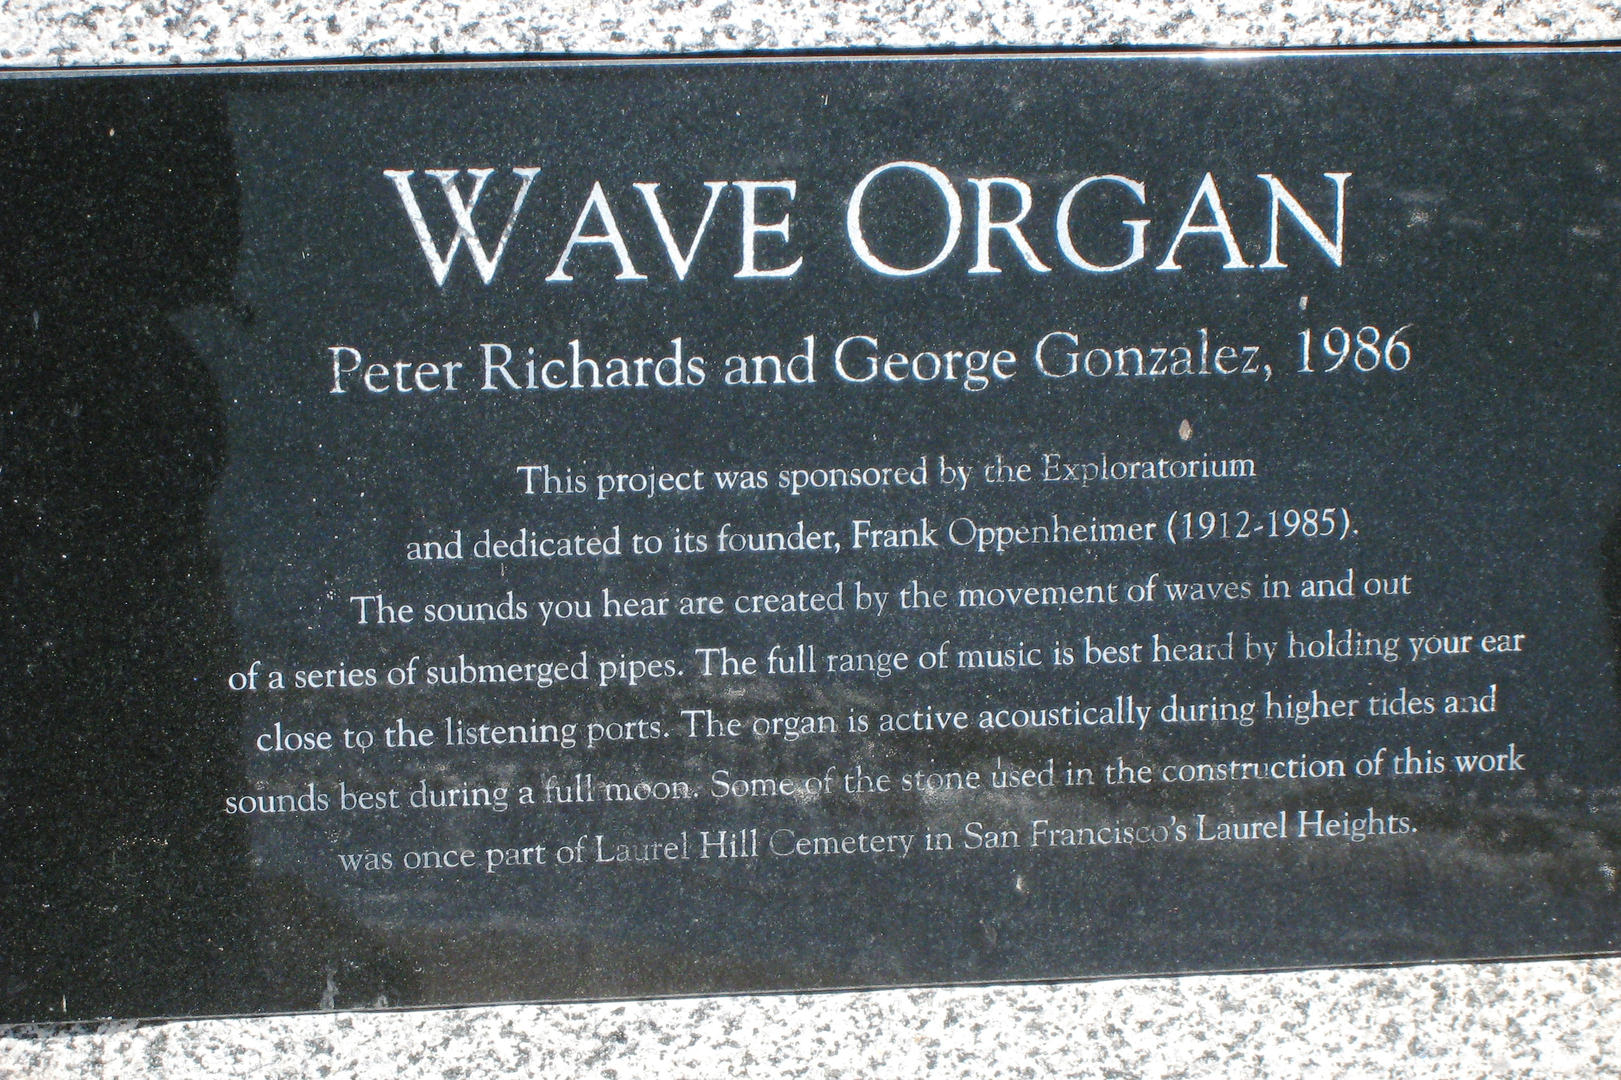 WAVE ORGAN
Peter Richards and George Gonzalez, 1986
This project was sponsored by the Exploratorium
and dedicated to its founder, Frank Oppenheimer (1912-1985).
The sounds you hear are created by the movement of waves in and out
of a series of submerged pipes. The full range of music is best heard by holding your ear
close to the listening ports. The organ is active acoustically during higher tides and
sounds best during a full moon. Some of the stone used in the construction of this work
was once part of Laurel Hill Cemetery in San Francisco's Laurel Heights.